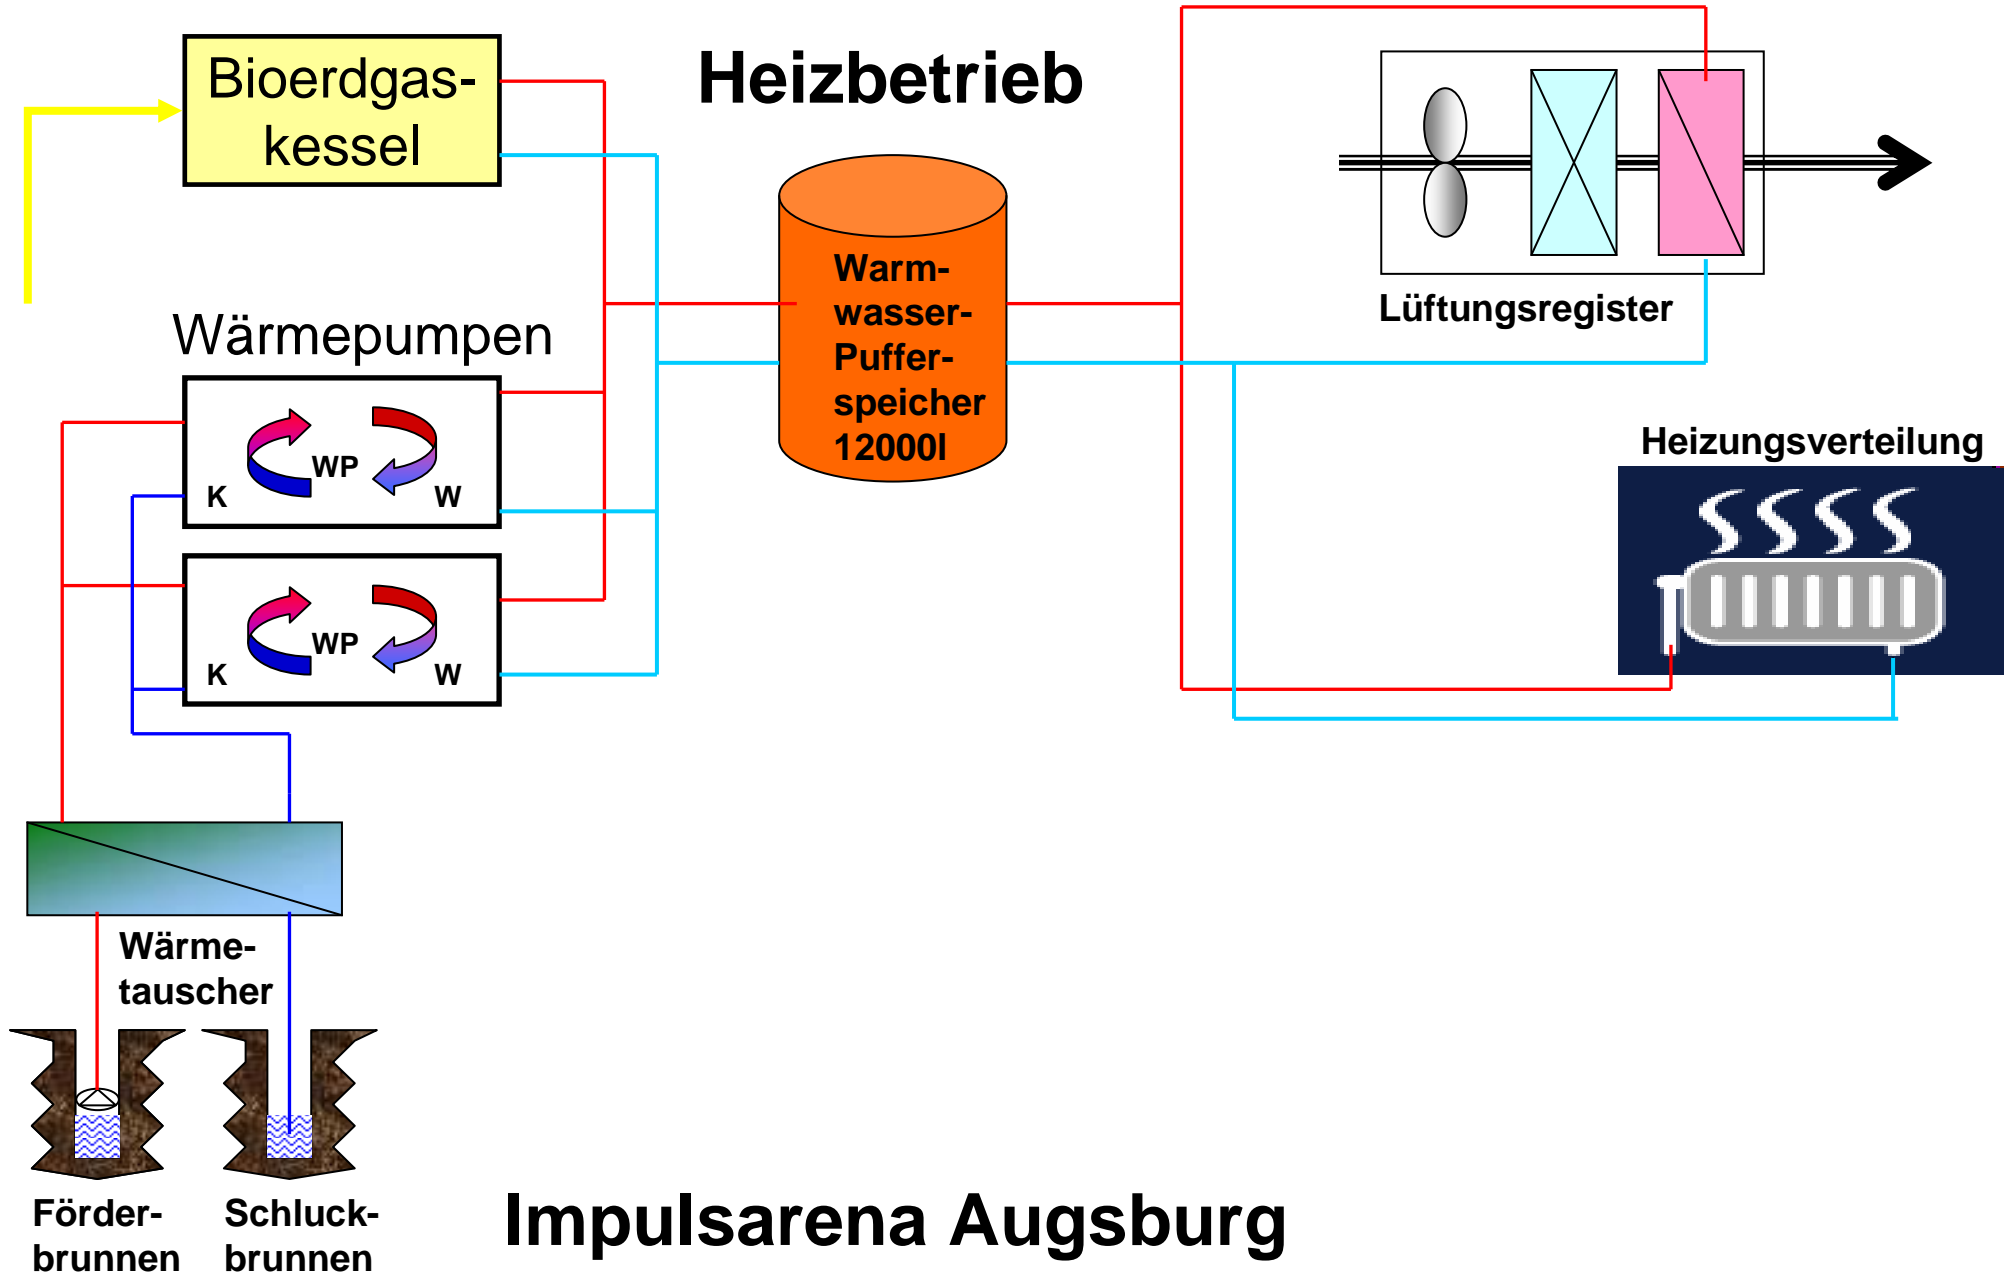 Bioerdgas-
kessel
Heizbetrieb
Warm-
wasser-
Puffer-
speicher
12000l
Lüftungsregister
Wärmepumpen
WP
K
W
WP
K
W
Heizungsverteilung
Wärme-
tauscher
Förder-
brunnen
Schluck-
brunnen
Impulsarena Augsburg